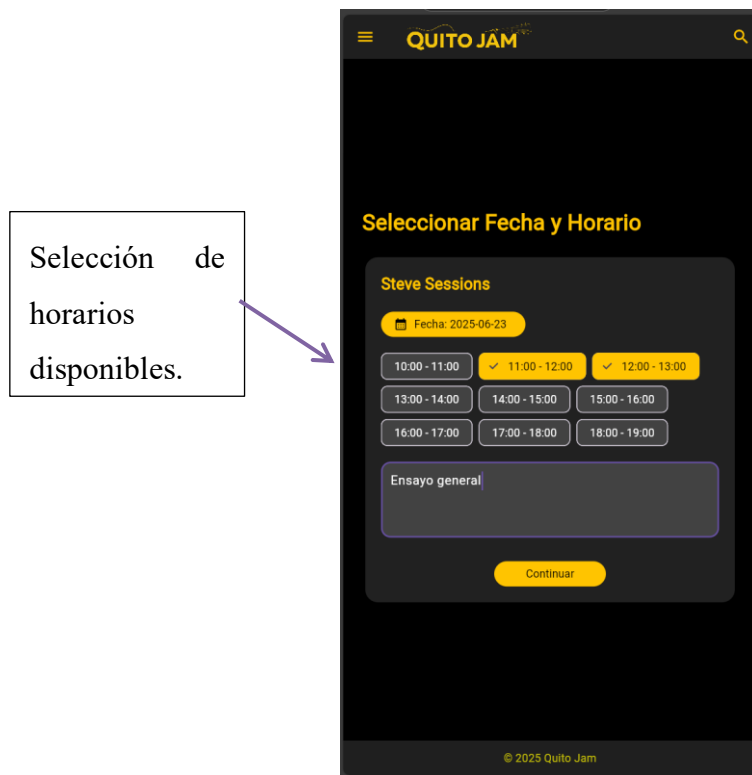 QUITO JAM
Seleccionar Fecha y Horario
Selección de
horarios
disponibles.
Steve Sessions
Fecha: 2025-06-23
10:00 - 11:00 11:00 - 12:00 12:00 - 13:00
13:00 - 14:00 14:00 - 15:00 15:00 - 16:00
16:00 - 17:00 17:00 - 18:00 18:00 - 19:00
Ensayo general
Continuar
© 2025 Quito Jam